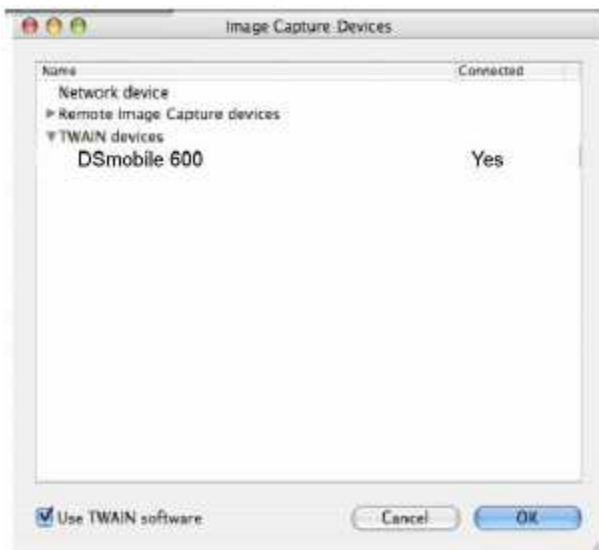 Image Capture Devices
Name Connected
Network device
Remote Image Capture devices
TWAIN devices
DSmobile 600 Yes
Use TWAIN software Cancel OK